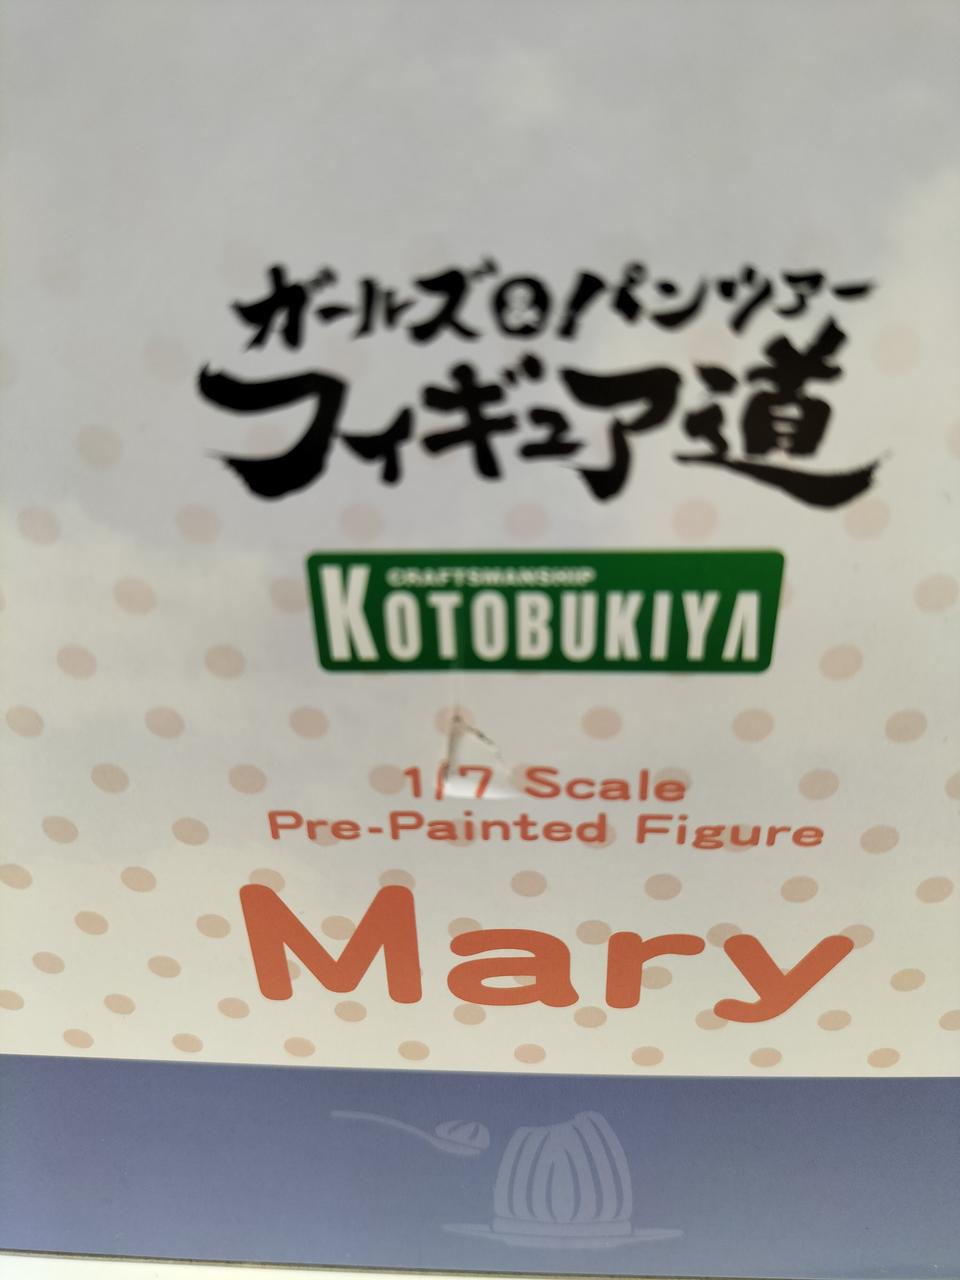 ガールズ&パンツァー
フィギュア道
CRAFTSMANSHIP
KOTOBUKIYA
1/7 Scale
Pre-Painted Figure
Mary